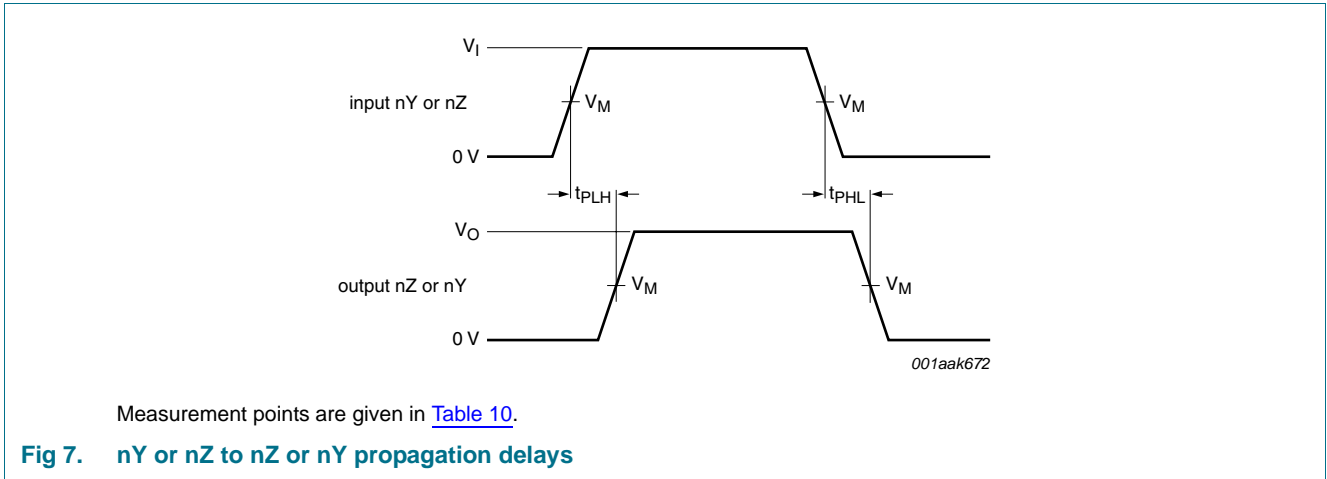 V_I
input nY or nZ
V_M
V_M
0 V
t_PLH
t_PHL
V_O
output nZ or nY
V_M
V_M
0 V
001aak672
Measurement points are given in Table 10.
Fig 7. nY or nZ to nZ or nY propagation delays